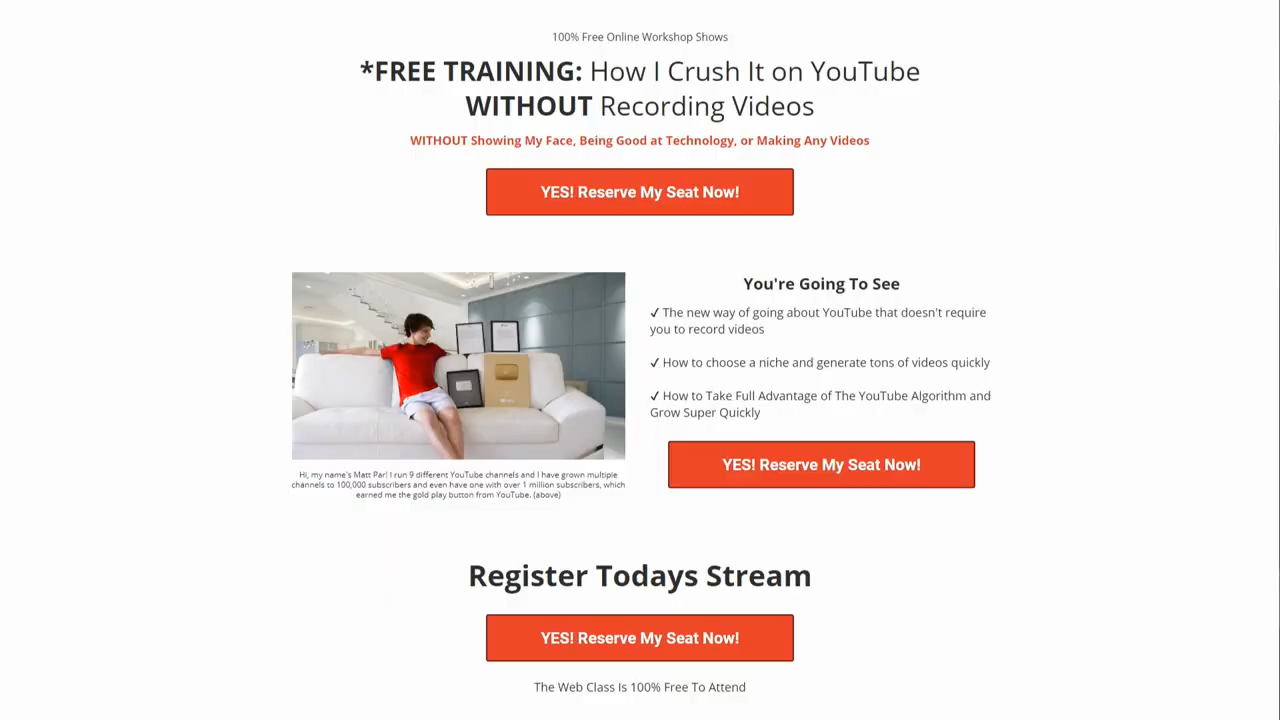 100% Free Online Workshop Shows
*FREE TRAINING: How I Crush It on YouTube
WITHOUT Recording Videos
WITHOUT Showing My Face, Being Good at Technology, or Making Any Videos
YES! Reserve My Seat Now!
Hi, my name's Matt Par! I run 9 different YouTube channels and I have grown multiple
channels to 100,000 subscribers and even have one with over 1 million subscribers, which
earned me the gold play button from YouTube. (above)
You're Going To See
✓ The new way of going about YouTube that doesn't require
you to record videos
✓ How to choose a niche and generate tons of videos quickly
✓ How to Take Full Advantage of The YouTube Algorithm and
Grow Super Quickly
YES! Reserve My Seat Now!
Register Todays Stream
YES! Reserve My Seat Now!
The Web Class Is 100% Free To Attend